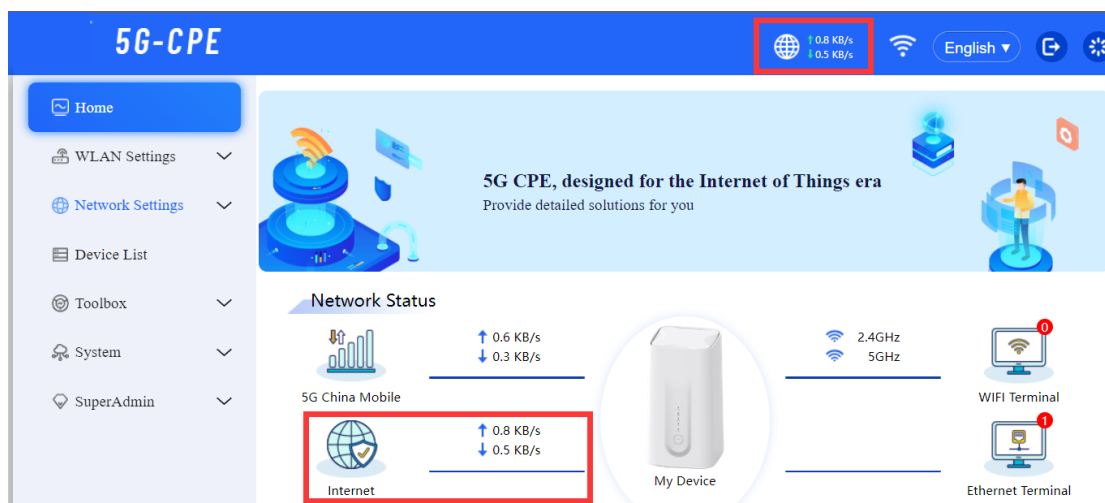 5G-CPE
↑ 0.8 KB/s
↓ 0.5 KB/s
English ▾
Home
WLAN Settings
Network Settings
Device List
Toolbox
System
SuperAdmin
5G CPE, designed for the Internet of Things era
Provide detailed solutions for you
Network Status
↑ 0.6 KB/s
↓ 0.3 KB/s
5G China Mobile
↑ 0.8 KB/s
↓ 0.5 KB/s
Internet
My Device
2.4GHz
5GHz
0
WIFI Terminal
1
Ethernet Terminal